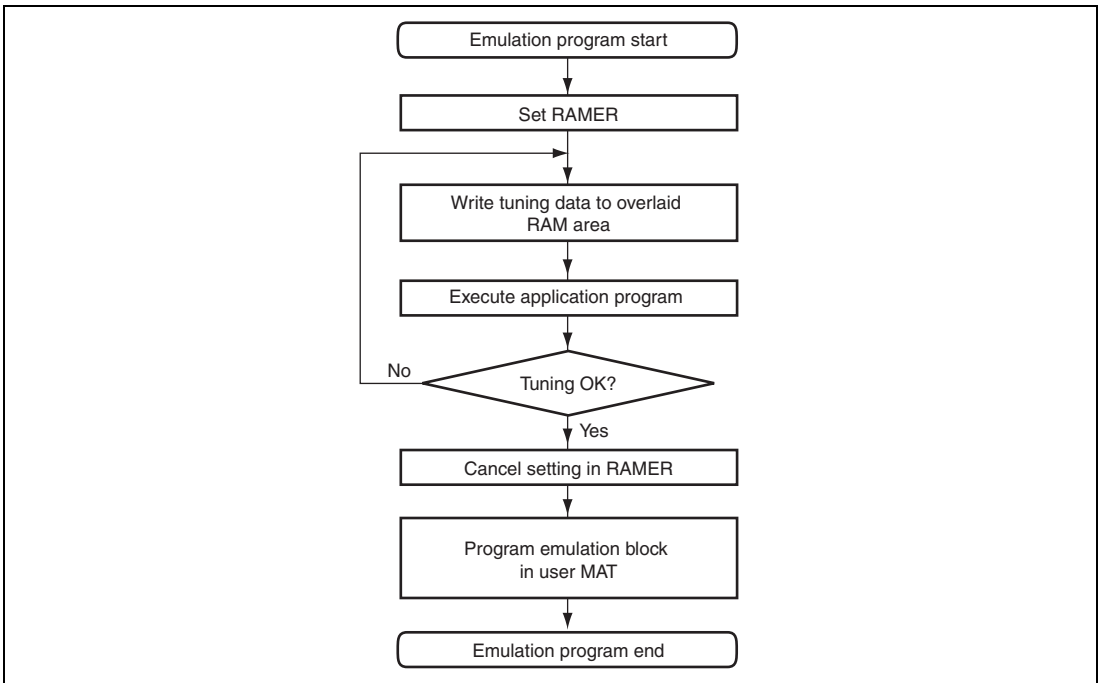 Emulation program start
Set RAMER
Write tuning data to overlaid
RAM area
Execute application program
No
Tuning OK?
Yes
Cancel setting in RAMER
Program emulation block
in user MAT
Emulation program end